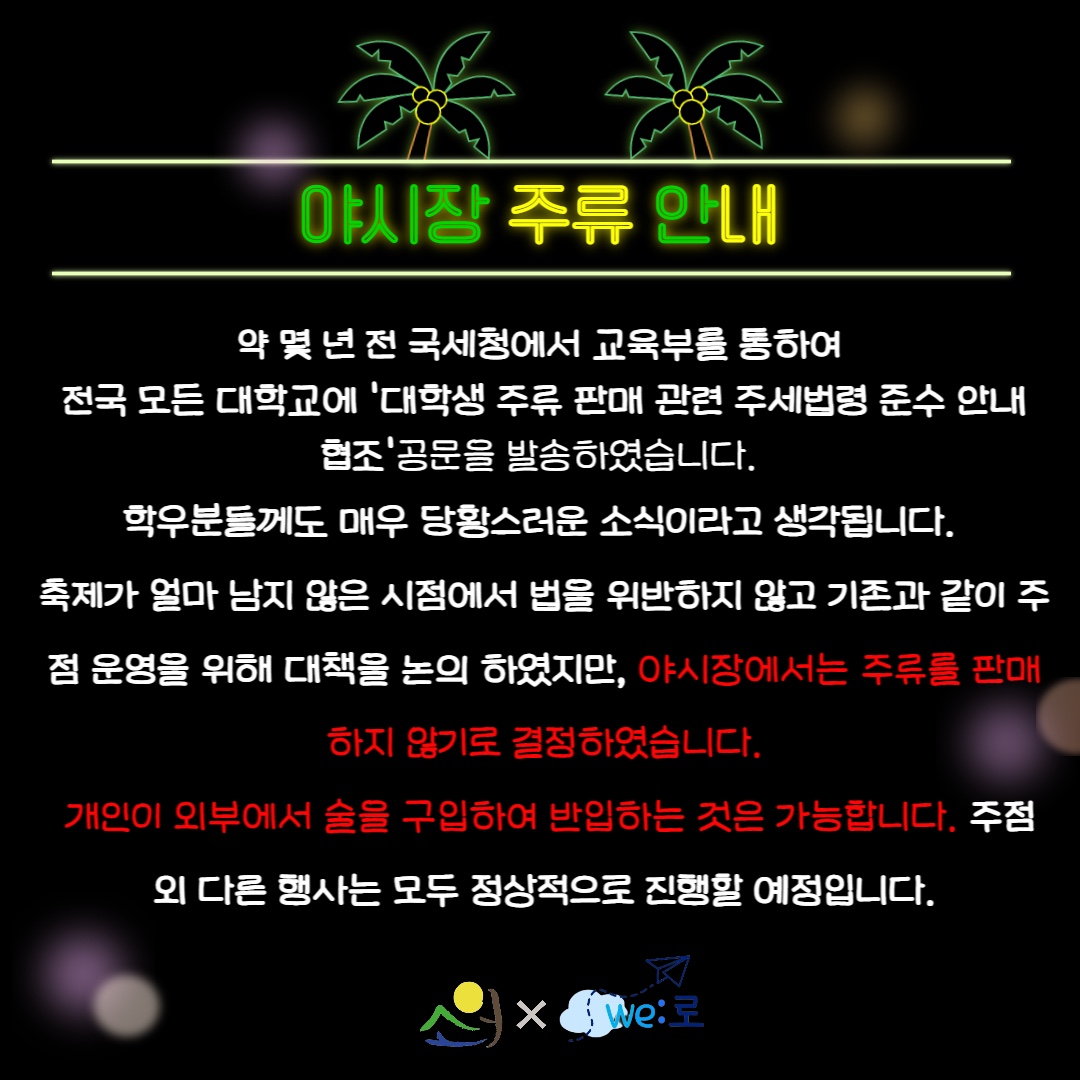 야시장 주류 안내
약 몇 년 전 국세청에서 교육부를 통하여
전국 모든 대학교에 '대학생 주류 판매 관련 주세법령 준수 안내
협조'공문을 발송하였습니다.
학우분들께도 매우 당황스러운 소식이라고 생각됩니다.
축제가 얼마 남지 않은 시점에서 법을 위반하지 않고 기존과 같이 주
점 운영을 위해 대책을 논의 하였지만, 야시장에서는 주류를 판매
하지 않기로 결정하였습니다.
개인이 외부에서 술을 구입하여 반입하는 것은 가능합니다. 주점
외 다른 행사는 모두 정상적으로 진행할 예정입니다.
× we:로